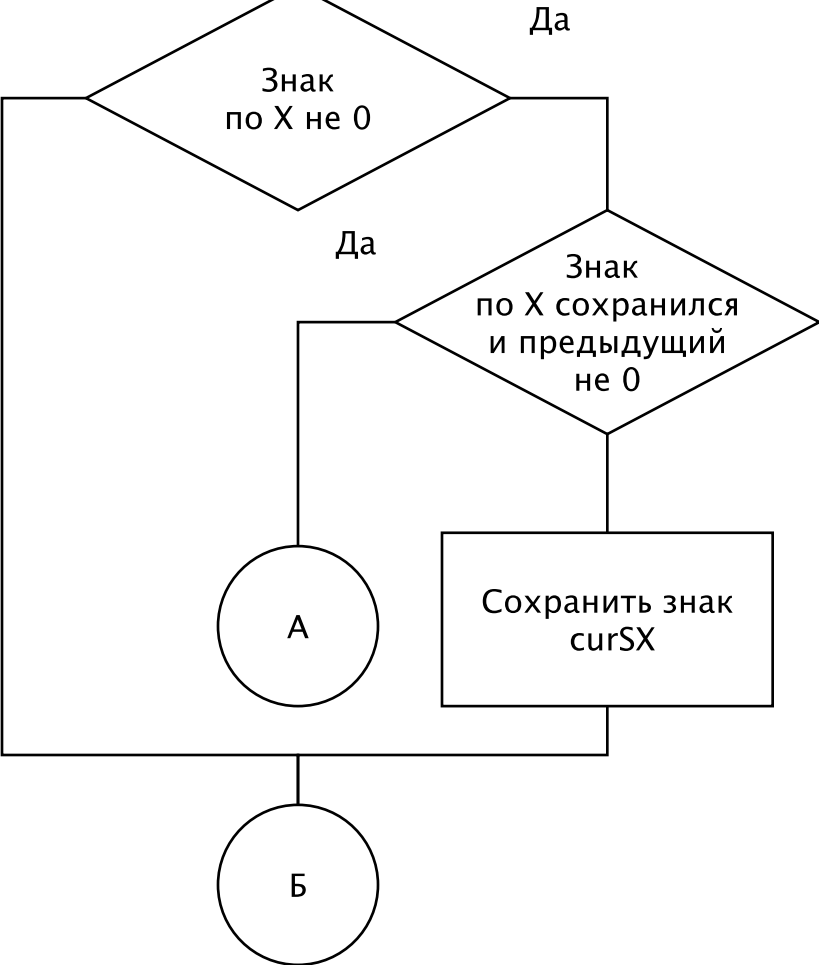 Да
Знак
по X не 0
Да
Знак
по X сохранился
и предыдущий
не 0
А
Сохранить знак
curSX
Б